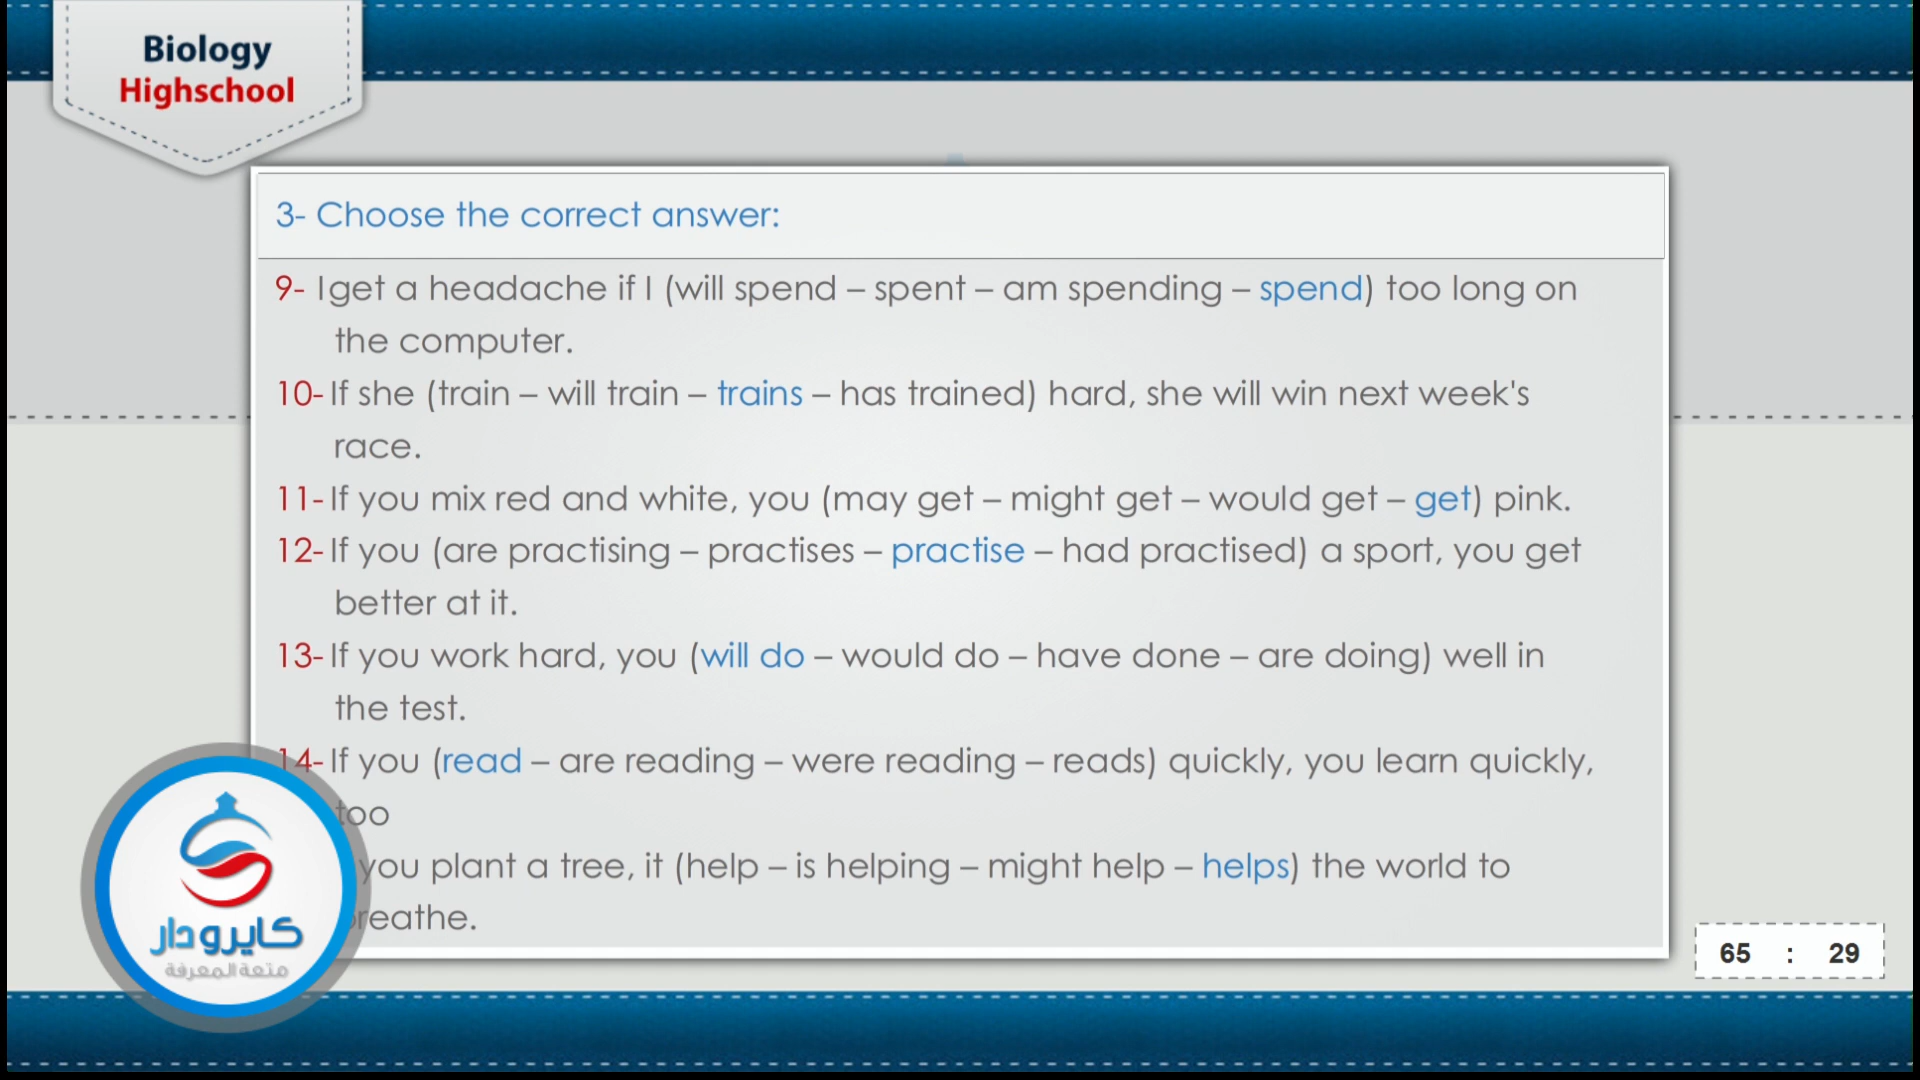 Biology
Highschool
3- Choose the correct answer:
9- I get a headache if I (will spend – spent – am spending – spend) too long on
the computer.
10- If she (train – will train – trains – has trained) hard, she will win next week's
race.
11- If you mix red and white, you (may get – might get – would get – get) pink.
12- If you (are practising – practises – practise – had practised) a sport, you get
better at it.
13- If you work hard, you (will do – would do – have done – are doing) well in
the test.
14- If you (read – are reading – were reading – reads) quickly, you learn quickly,
too
you plant a tree, it (help – is helping – might help – helps) the world to
breathe.
كايرودار
متعة المعرفة
65 : 29